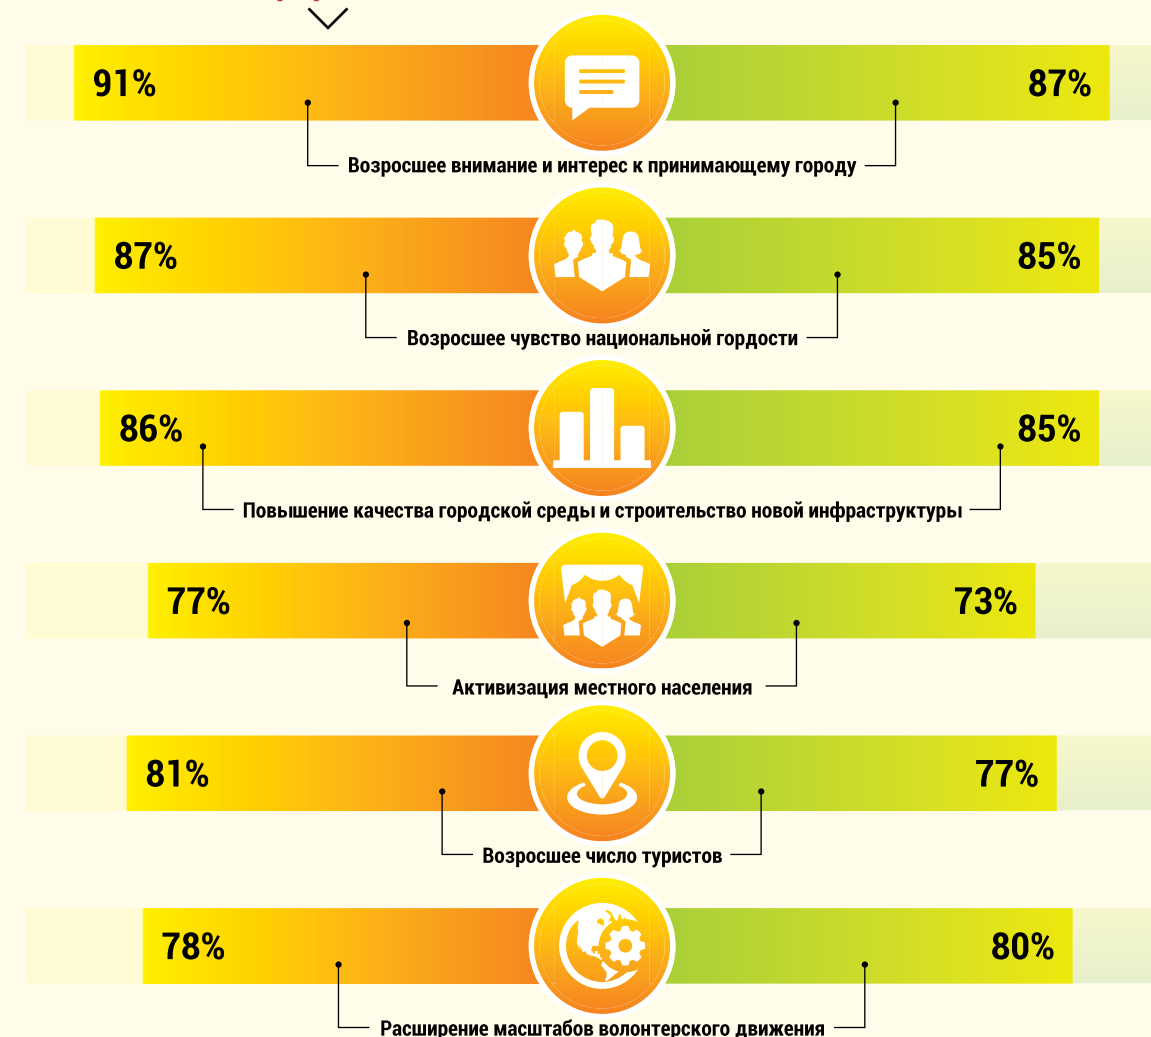 91%
87%
Возросшее внимание и интерес к принимающему городу
87%
85%
Возросшее чувство национальной гордости
86%
85%
Повышение качества городской среды и строительство новой инфраструктуры
77%
73%
Активизация местного населения
81%
77%
Возросшее число туристов
78%
80%
Расширение масштабов волонтерского движения